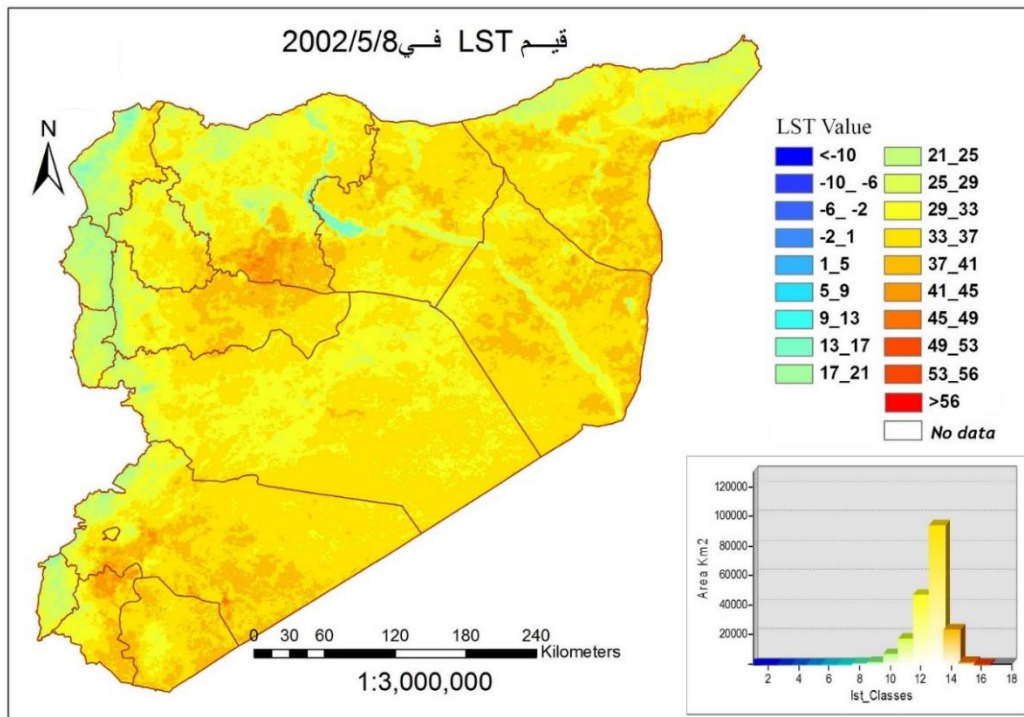 قيم LST في2002/5/8
N
LST Value
<-10
-10_ -6
-6_ -2
-2_1
1_5
5_9
9_13
13_17
17_21
21_25
25_29
29_33
33_37
37_41
41_45
45_49
49_53
53_56
>56
No data
0 30 60 120 180 240
Kilometers
1:3,000,000
Area Km2
120000
100000
80000
60000
40000
20000
2 4 6 8 10 12 14 16 18
lst_Classes